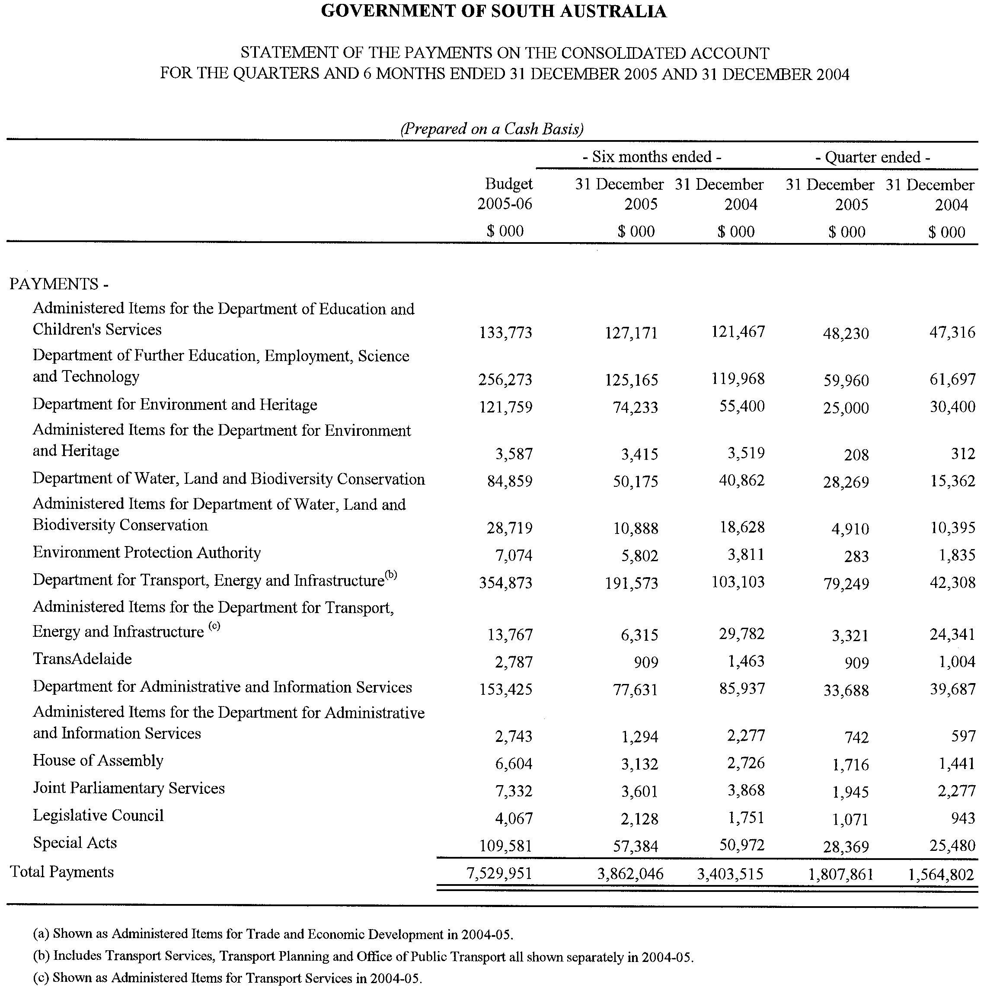 GOVERNMENT OF SOUTH AUSTRALIA
STATEMENT OF THE PAYMENTS ON THE CONSOLIDATED ACCOUNT
FOR THE QUARTERS AND 6 MONTHS ENDED 31 DECEMBER 2005 AND 31 DECEMBER 2004
(Prepared on a Cash Basis)
- Six months ended - - Quarter ended -
Budget 31 December 31 December 31 December 31 December
2005-06 2005 2004 2005 2004
$ 000 $ 000 $ 000 $ 000 $ 000
PAYMENTS -
Administered Items for the Department of Education and
Children's Services 133,773 127,171 121,467 48,230 47,316
Department of Further Education, Employment, Science
and Technology 256,273 125,165 119,968 59,960 61,697
Department for Environment and Heritage 121,759 74,233 55,400 25,000 30,400
Administered Items for the Department for Environment
and Heritage 3,587 3,415 3,519 208 312
Department of Water, Land and Biodiversity Conservation 84,859 50,175 40,862 28,269 15,362
Administered Items for Department of Water, Land and
Biodiversity Conservation 28,719 10,888 18,628 4,910 10,395
Environment Protection Authority 7,074 5,802 3,811 283 1,835
Department for Transport, Energy and Infrastructure(b) 354,873 191,573 103,103 79,249 42,308
Administered Items for the Department for Transport,
Energy and Infrastructure (c) 13,767 6,315 29,782 3,321 24,341
TransAdelaide 2,787 909 1,463 909 1,004
Department for Administrative and Information Services 153,425 77,631 85,937 33,688 39,687
Administered Items for the Department for Administrative
and Information Services 2,743 1,294 2,277 742 597
House of Assembly 6,604 3,132 2,726 1,716 1,441
Joint Parliamentary Services 7,332 3,601 3,868 1,945 2,277
Legislative Council 4,067 2,128 1,751 1,071 943
Special Acts 109,581 57,384 50,972 28,369 25,480
Total Payments 7,529,951 3,862,046 3,403,515 1,807,861 1,564,802
(a) Shown as Administered Items for Trade and Economic Development in 2004-05.
(b) Includes Transport Services, Transport Planning and Office of Public Transport all shown separately in 2004-05.
(c) Shown as Administered Items for Transport Services in 2004-05.